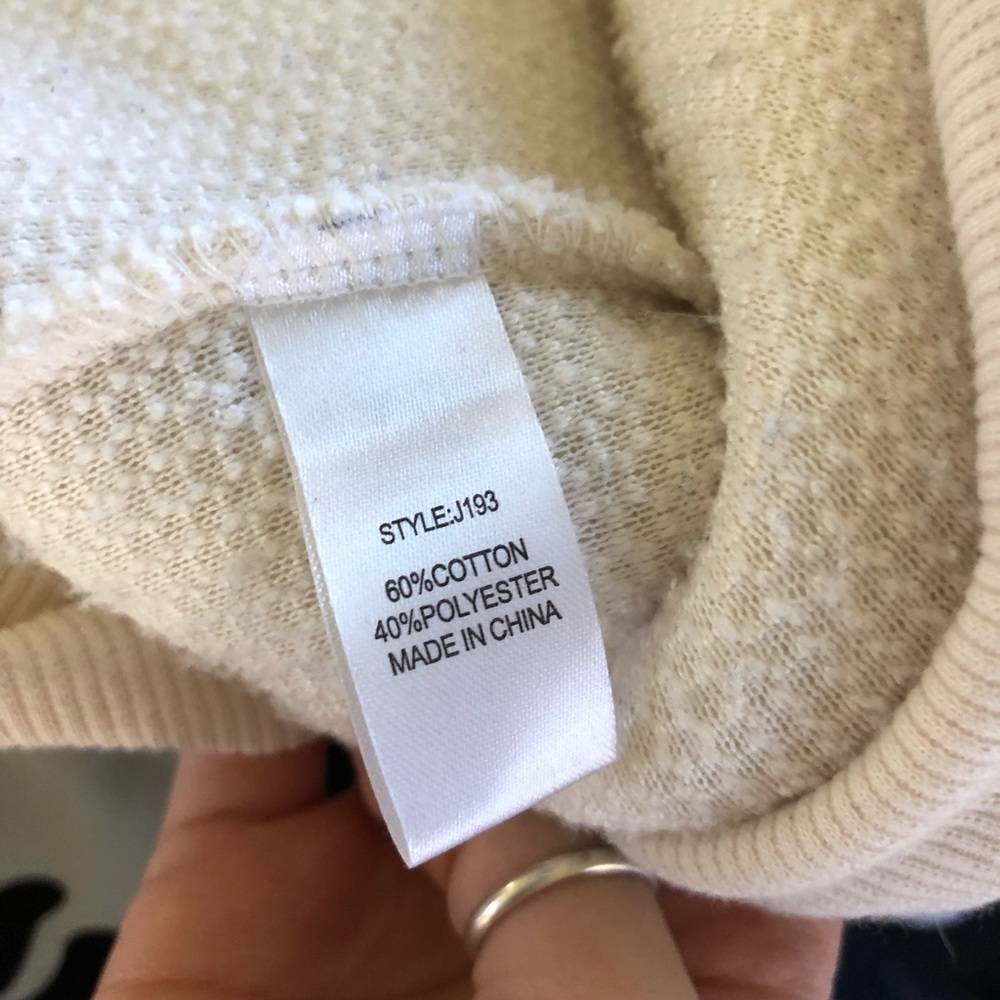 STYLE:J193
60%COTTON
40%POLYESTER
MADE IN CHINA